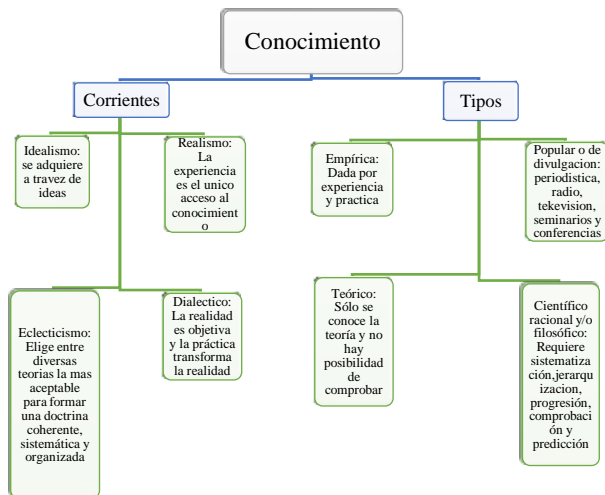 Conocimiento
Corrientes
Tipos
Idealismo:
se adquiere
a travez de
ideas
Realismo:
La
experiencia
es el unico
acceso al
conocimient
o
Empírica:
Dada por
experiencia
y practica
Popular o de
divulgacion:
periodistica,
radio,
tekevision,
seminarios y
conferencias
Eclecticismo:
Elige entre
diversas
teorias la mas
aceptable
para formar
una doctrina
coherente,
sistemática y
organizada
Dialectico:
La realidad
es objetiva
y la práctica
transforma
la realidad
Teórico:
Sólo se
conoce la
teoría y no
hay
posibilidad
de
comprobar
Científico
racional y/o
filosófico:
Requiere
sistematiza
ción,jerarqu
izacion,
progresión,
comprobaci
ón y
predicción